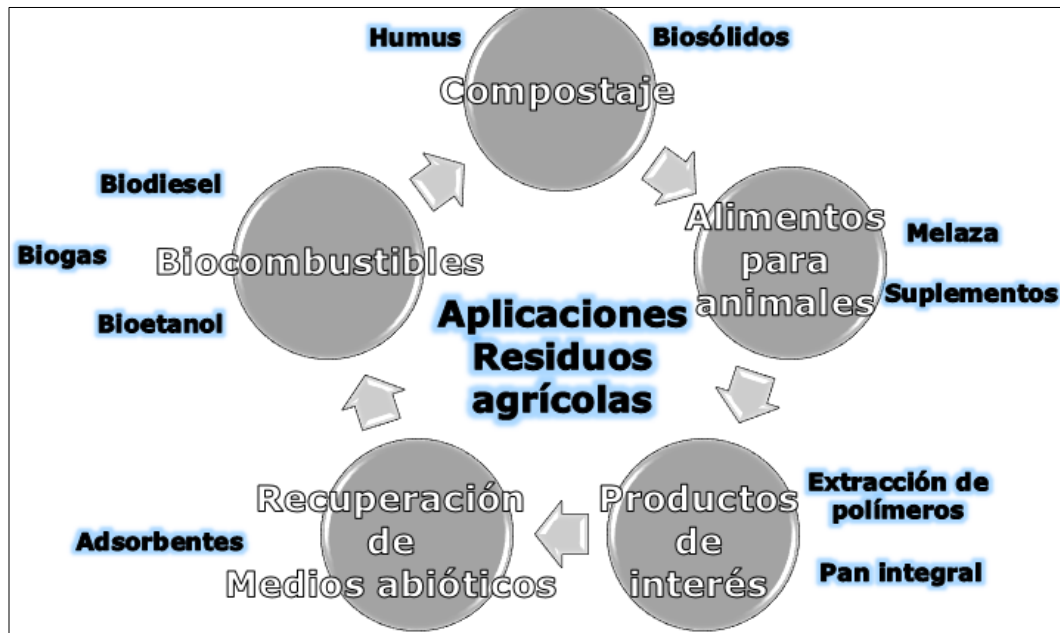 Humus
Biosólidos
Compostaje
Alimentos
para
animales
Melaza
Suplementos
Productos
de
interés
Extracción de
polímeros
Pan integral
Recuperación
de
Medios abióticos
Adsorbentes
Biocombustibles
Biodiesel
Biogas
Bioetanol
Aplicaciones
Residuos
agrícolas